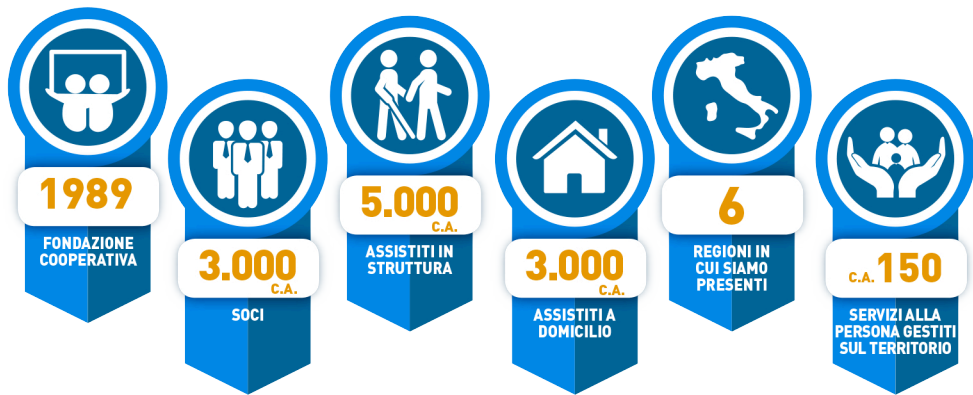 1989
FONDAZIONE
COOPERATIVA
3.000
C.A.
SOCI
5.000
C.A.
ASSISTITI IN
STRUTTURA
3.000
C.A.
ASSISTITI A
DOMICILIO
6
REGIONI IN
CUI SIAMO
PRESENTI
C.A. 150
SERVIZI ALLA
PERSONA GESTITI
SUL TERRITORIO